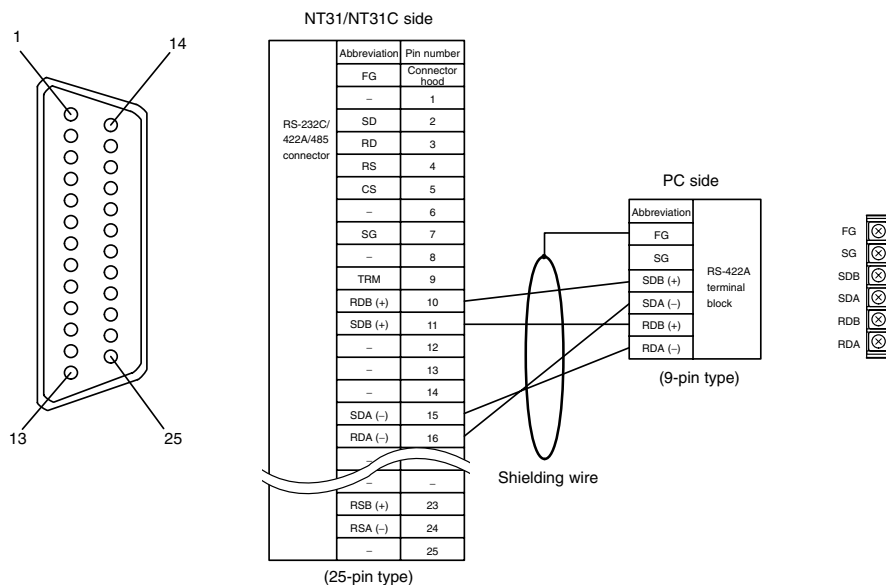 NT31/NT31C side
1
14
13
25
RS-232C/
422A/485
connector
Abbreviation Pin number
FG Connector
hood
– 1
SD 2
RD 3
RS 4
CS 5
– 6
SG 7
– 8
TRM 9
RDB (+) 10
SDB (+) 11
– 12
– 13
– 14
SDA (–) 15
RDA (–) 16
–
– –
RSB (+) 23
RSA (–) 24
– 25
(25-pin type)
Shielding wire
PC side
Abbreviation
FG
SG
SDB (+)
SDA (–)
RDB (+)
RDA (–)
RS-422A
terminal
block
(9-pin type)
FG
SG
SDB
SDA
RDB
RDA